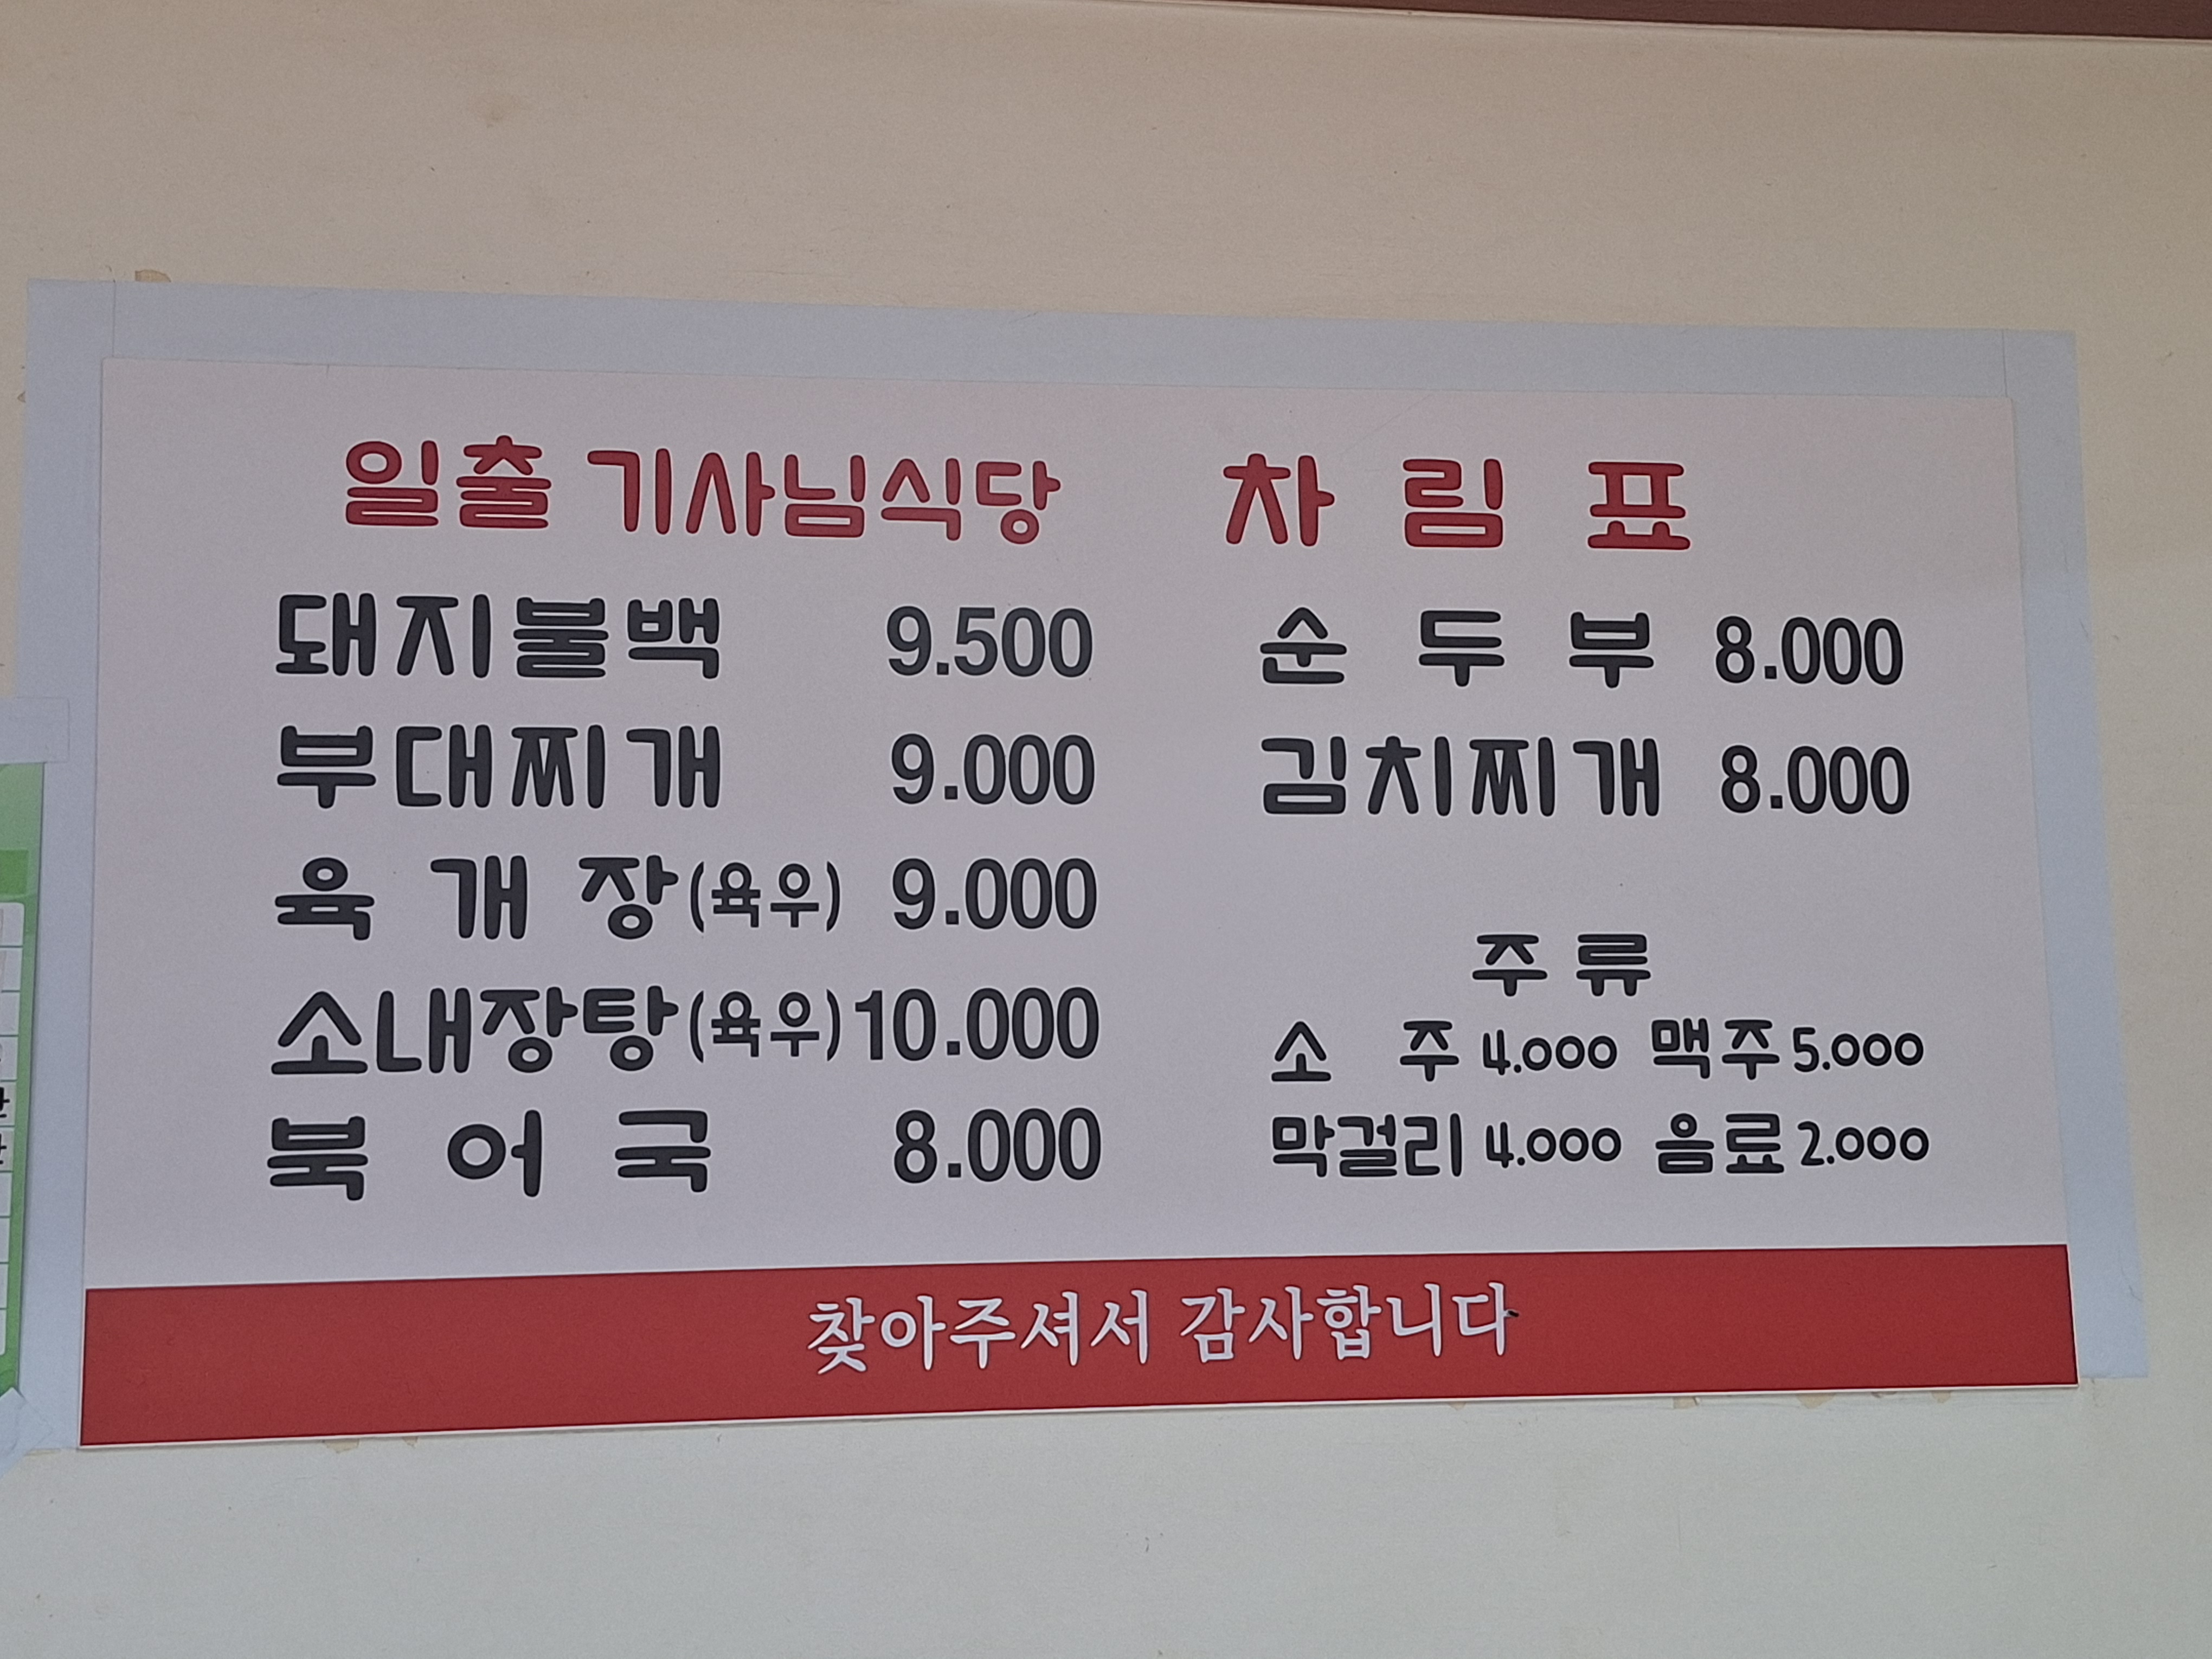 일출 기사님식당 차 림 표
돼지불백 9.500
부대찌개 9.000
육 개 장(육우) 9.000
소내장탕(육우)10.000
북 어 국 8.000
순 두 부 8.000
김치찌개 8.000
주 류
소 주 4.000 맥주 5.000
막걸리 4.000 음료 2.000
찾아주셔서 감사합니다